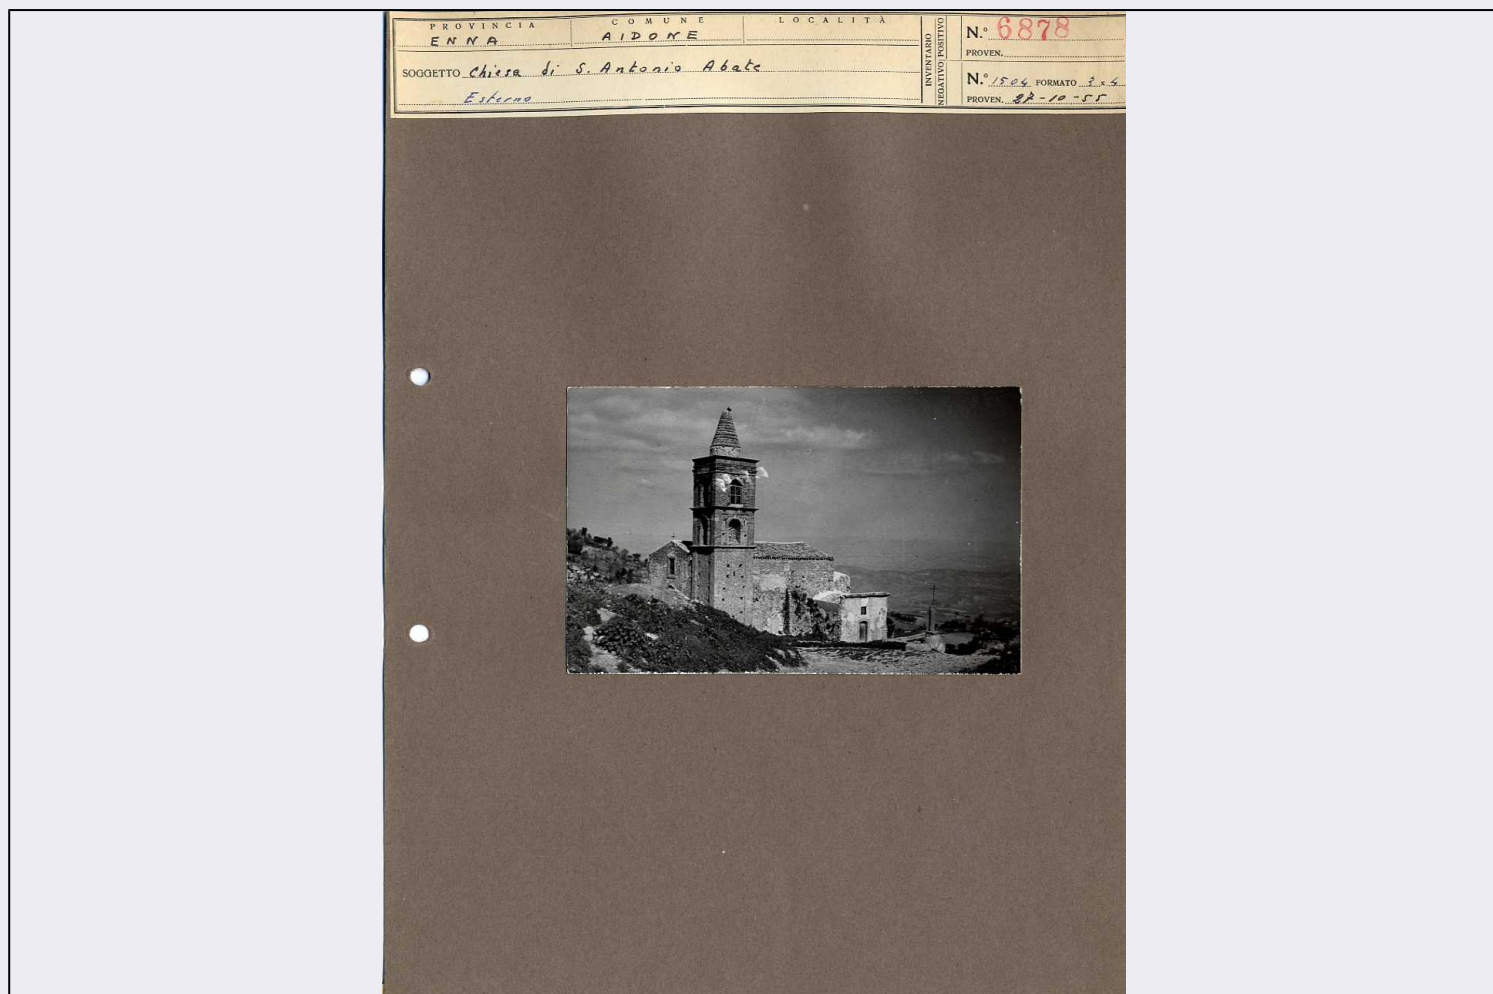 PROVINCIA COMUNE LOCALITÀ
ENNA AIDONE
SOGGETTO Chiesa di S. Antonio Abate
Esterno
INVENTARIO
POSITIVO
NEGATIVO
N.º 6878
PROVEN.
N.º 1504 FORMATO 3x4
PROVEN. 27-10-55